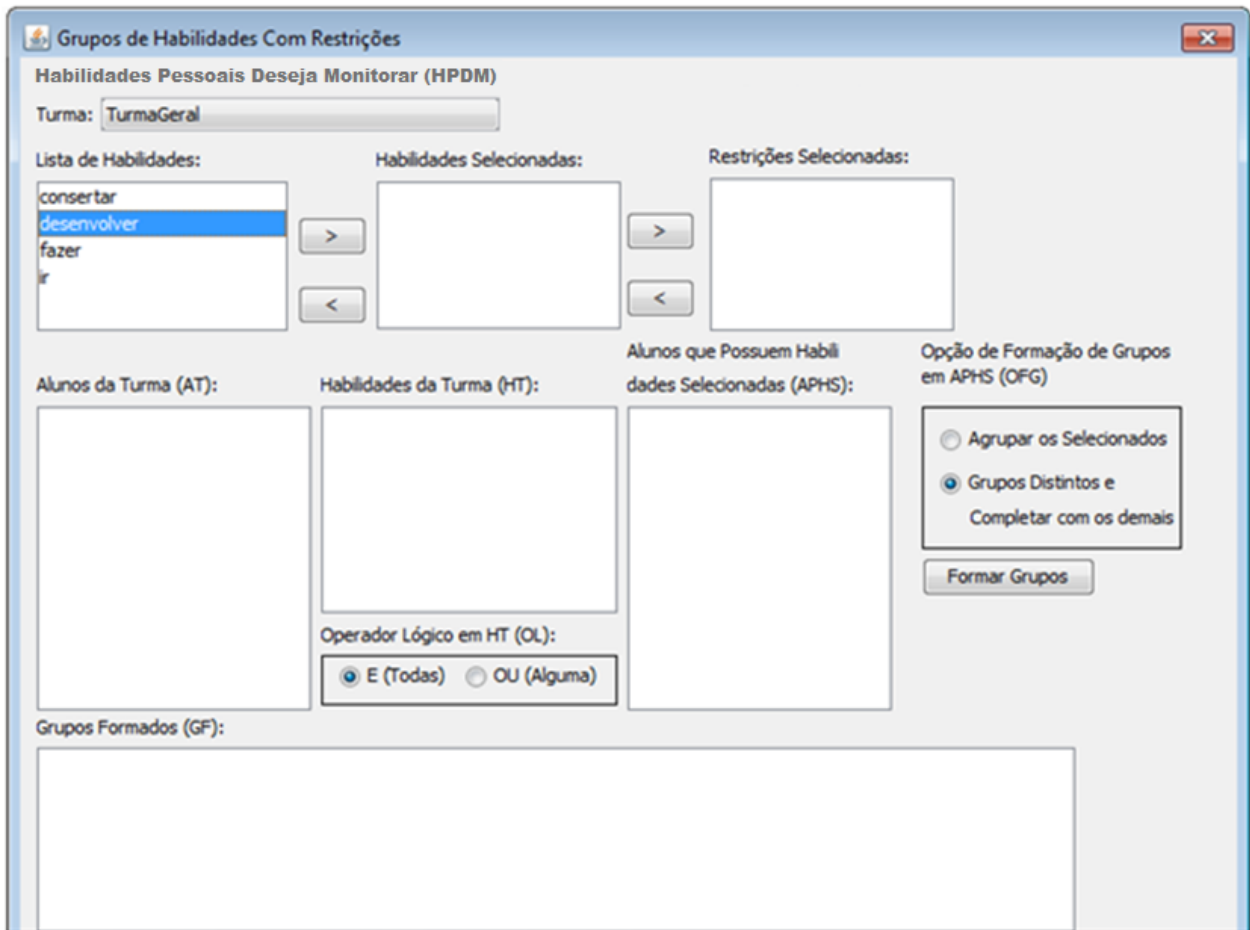 Grupos de Habilidades Com Restrições
Habilidades Pessoais Deseja Monitorar (HPDM)
Turma: TurmaGeral
Lista de Habilidades:
Habilidades Selecionadas:
Restrições Selecionadas:
consertar
desenvolver
fazer
ir
>
<
>
<
Alunos da Turma (AT):
Habilidades da Turma (HT):
Alunos que Possuem Habili
dades Selecionadas (APHS):
Opção de Formação de Grupos
em APHS (OFG)
Agrupar os Selecionados
Grupos Distintos e
Completar com os demais
Formar Grupos
Operador Lógico em HT (OL):
E (Todas) OU (Alguma)
Grupos Formados (GF):